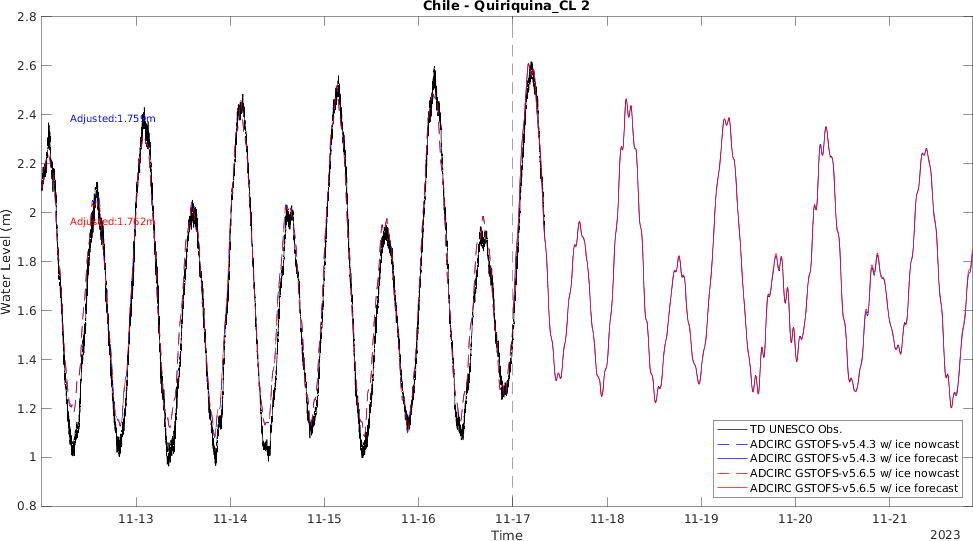 Chile - Quiriquina_CL 2
2.8
2.6
2.4
2.2
2
1.8
1.6
1.4
1.2
1
0.8
Water Level (m)
Adjusted:1.759m
Adjusted:1.762m
TD UNESCO Obs.
ADCIRC GSTOFS-v5.4.3 w/ ice nowcast
ADCIRC GSTOFS-v5.4.3 w/ ice forecast
ADCIRC GSTOFS-v5.6.5 w/ ice nowcast
ADCIRC GSTOFS-v5.6.5 w/ ice forecast
11-13 11-14 11-15 11-16 11-17 11-18 11-19 11-20 11-21
Time
2023